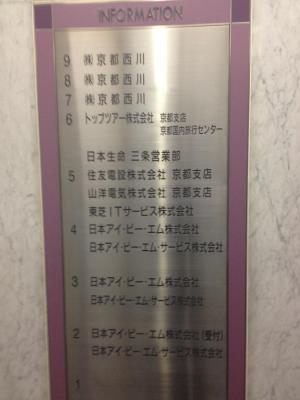 INFORMATION
9 ㈱京都西川
8 ㈱京都西川
7 ㈱京都西川
6 トップツアー株式会社 京都支店
京都国内旅行センター
日本生命 三条営業部
5 住友電設株式会社 京都支店
山洋電気株式会社 京都支店
東芝ITサービス株式会社
4 日本アイ・ビー・エム株式会社
日本アイ・ビー・エム・サービス株式会社
3 日本アイ・ビー・エム株式会社
日本アイ・ビー・エム・サービス株式会社
2 日本アイ・ビー・エム株式会社(受付)
日本アイ・ビー・エム・サービス株式会社
1